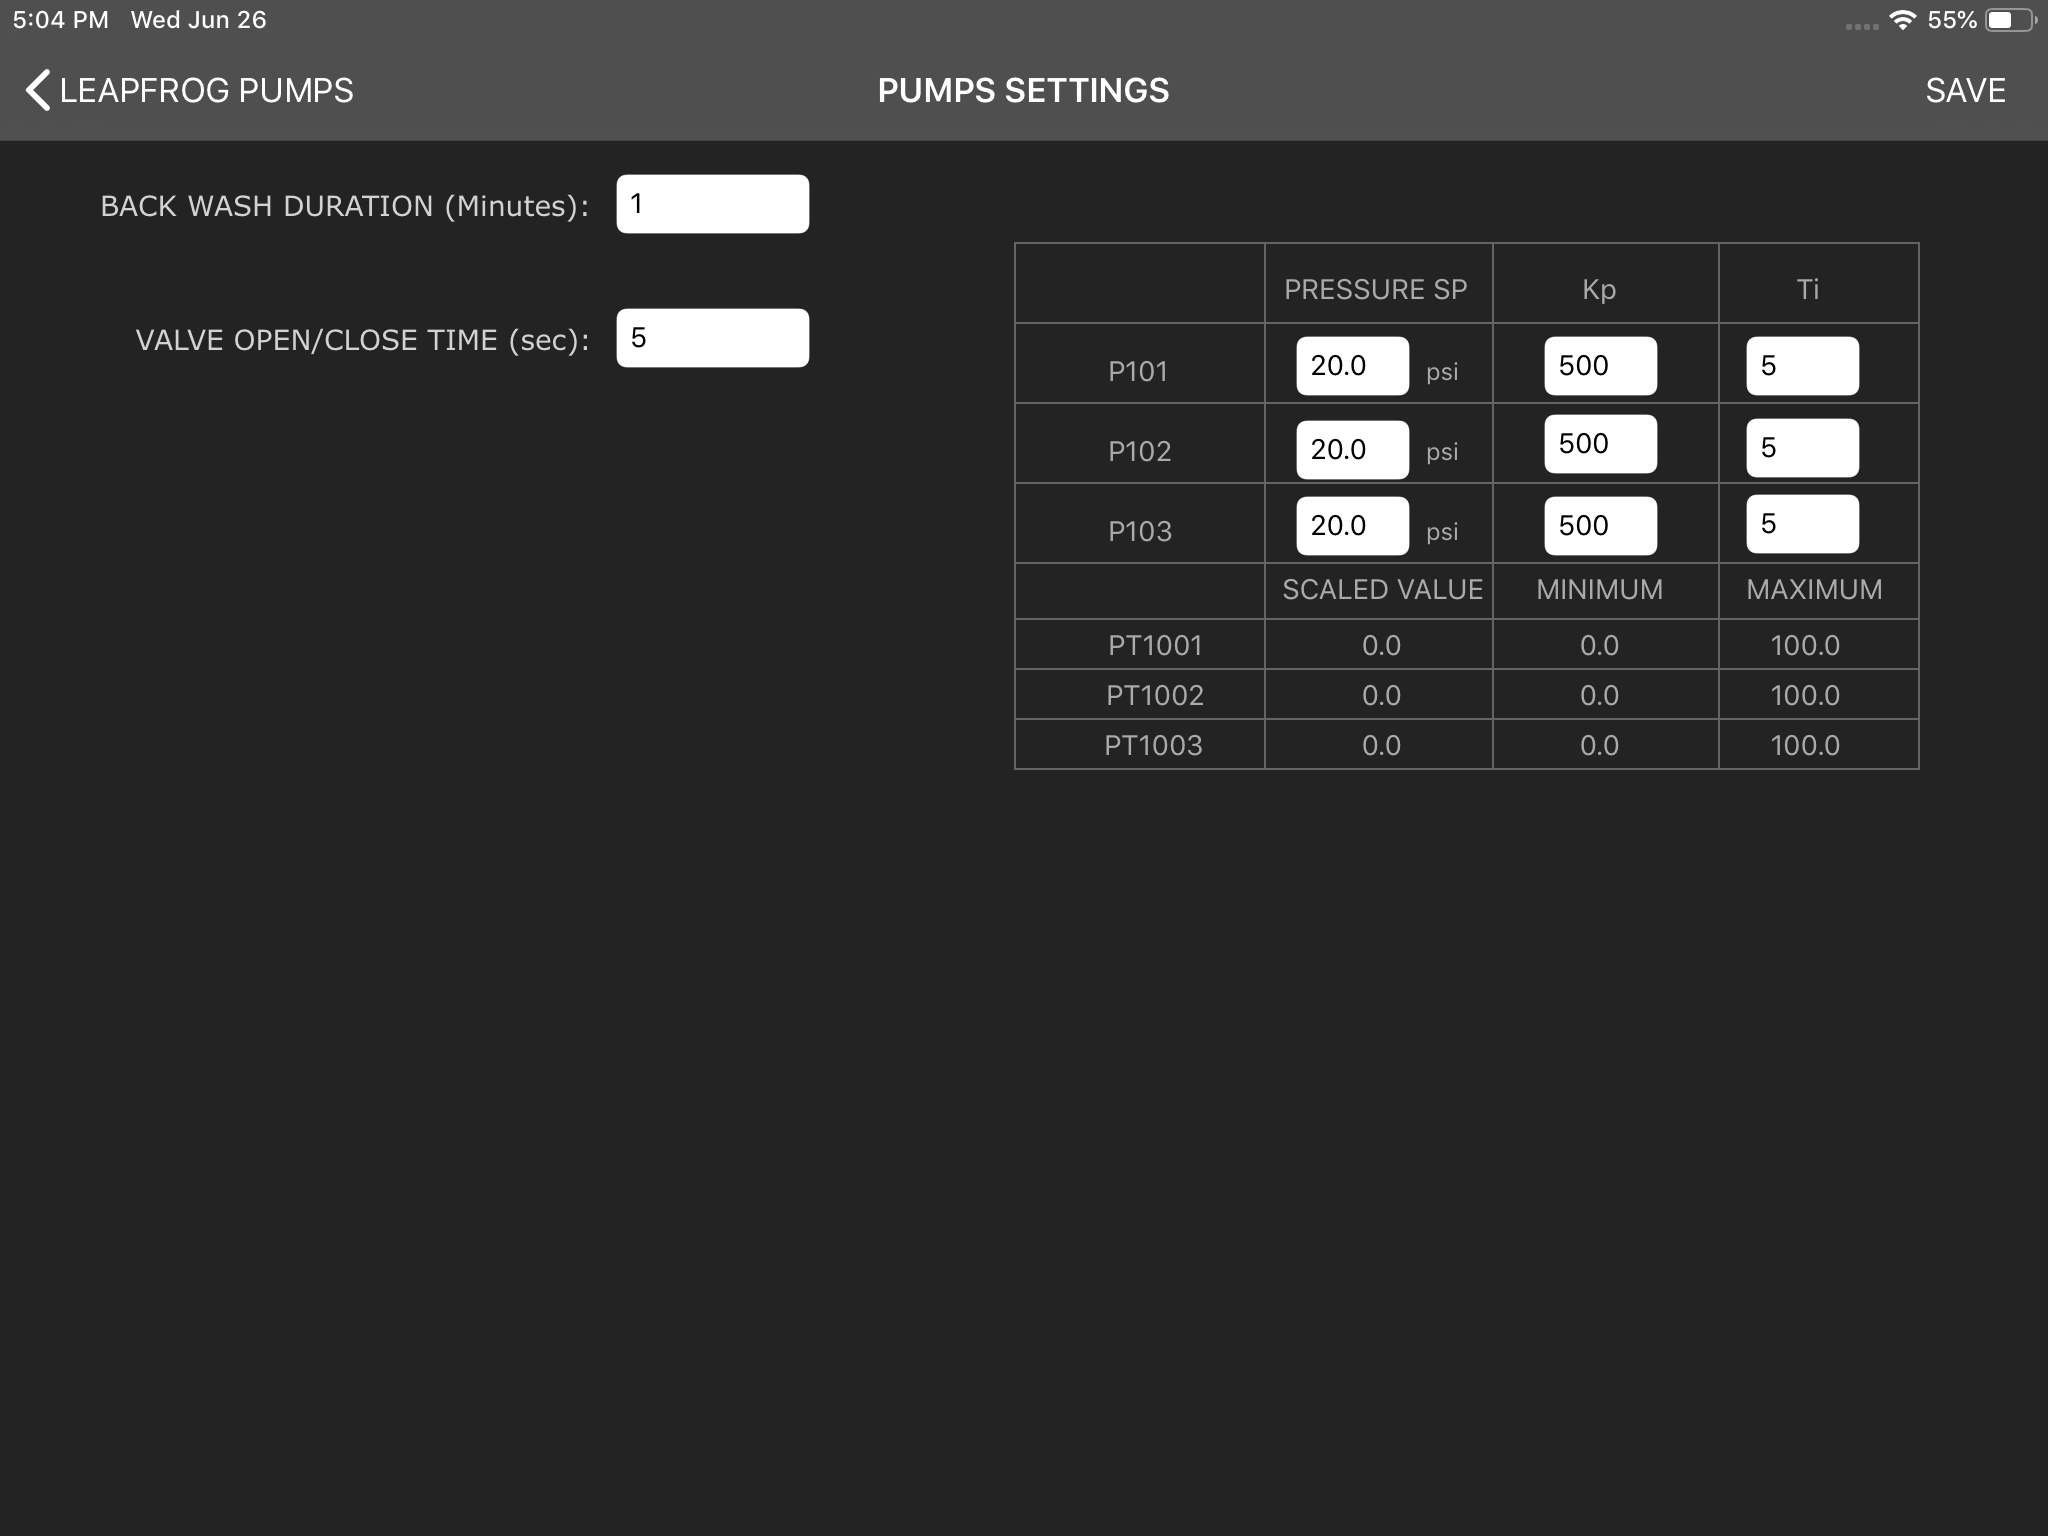 5:04 PM Wed Jun 26
55%
LEAPFROG PUMPS
PUMPS SETTINGS
SAVE
BACK WASH DURATION (Minutes): 1
VALVE OPEN/CLOSE TIME (sec): 5
PRESSURE SP Kp Ti
P101 20.0 psi 500 5
P102 20.0 psi 500 5
P103 20.0 psi 500 5
SCALED VALUE MINIMUM MAXIMUM
PT1001 0.0 0.0 100.0
PT1002 0.0 0.0 100.0
PT1003 0.0 0.0 100.0